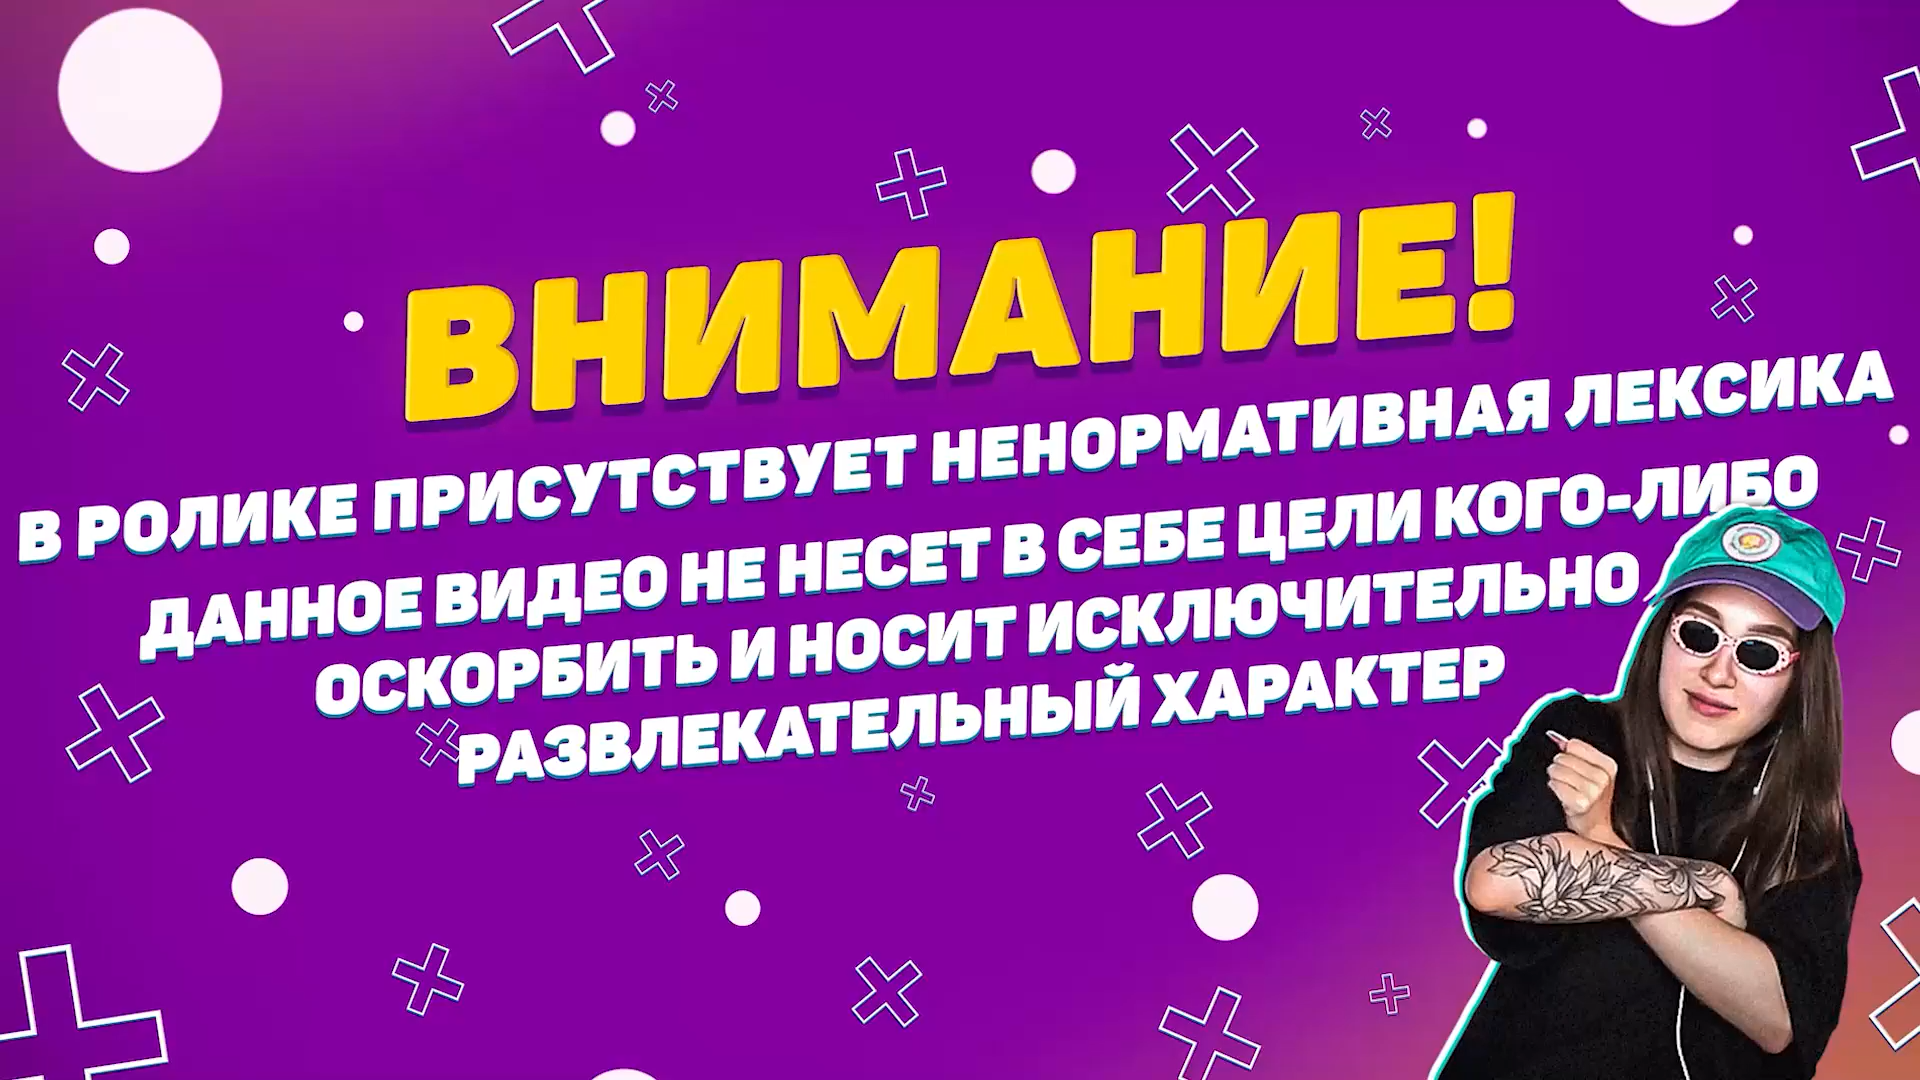 ВНИМАНИЕ!
В РОЛИКЕ ПРИСУТСТВУЕТ НЕНОРМАТИВНАЯ ЛЕКСИКА
ДАННОЕ ВИДЕО НЕ НЕСЕТ В СЕБЕ ЦЕЛИ КОГО-ЛИБО
ОСКОРБИТЬ И НОСИТ ИСКЛЮЧИТЕЛЬНО
РАЗВЛЕКАТЕЛЬНЫЙ ХАРАКТЕР